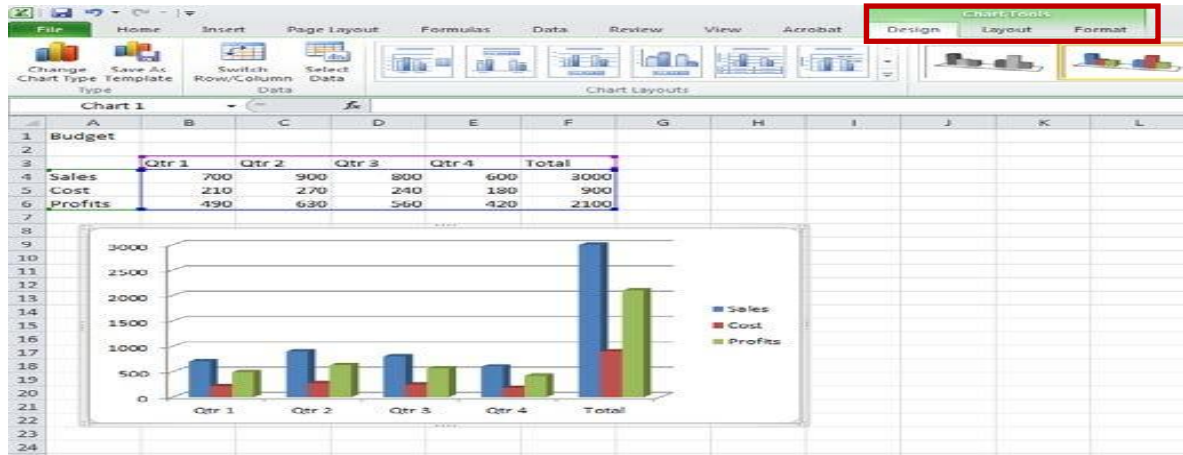 Chart Tools
File Home Insert Page Layout Formulas Data Review View Acrobat Design Layout Format
Change Chart Type
Save As Template
Switch Row/Column
Select Data
Type Data Chart Layouts
Chart 1 fx
A B C D E F G H I J K L
1 Budget
2
3 Qtr 1 Qtr 2 Qtr 3 Qtr 4 Total
4 Sales 700 900 800 600 3000
5 Cost 210 270 240 180 900
6 Profits 490 630 560 420 2100
7
8
9
10
11
12
13
14
15
16
17
18
19
20
21
22
23
24
3000
2500
2000
1500
1000
500
0
Qtr 1 Qtr 2 Qtr 3 Qtr 4 Total
Sales
Cost
Profits